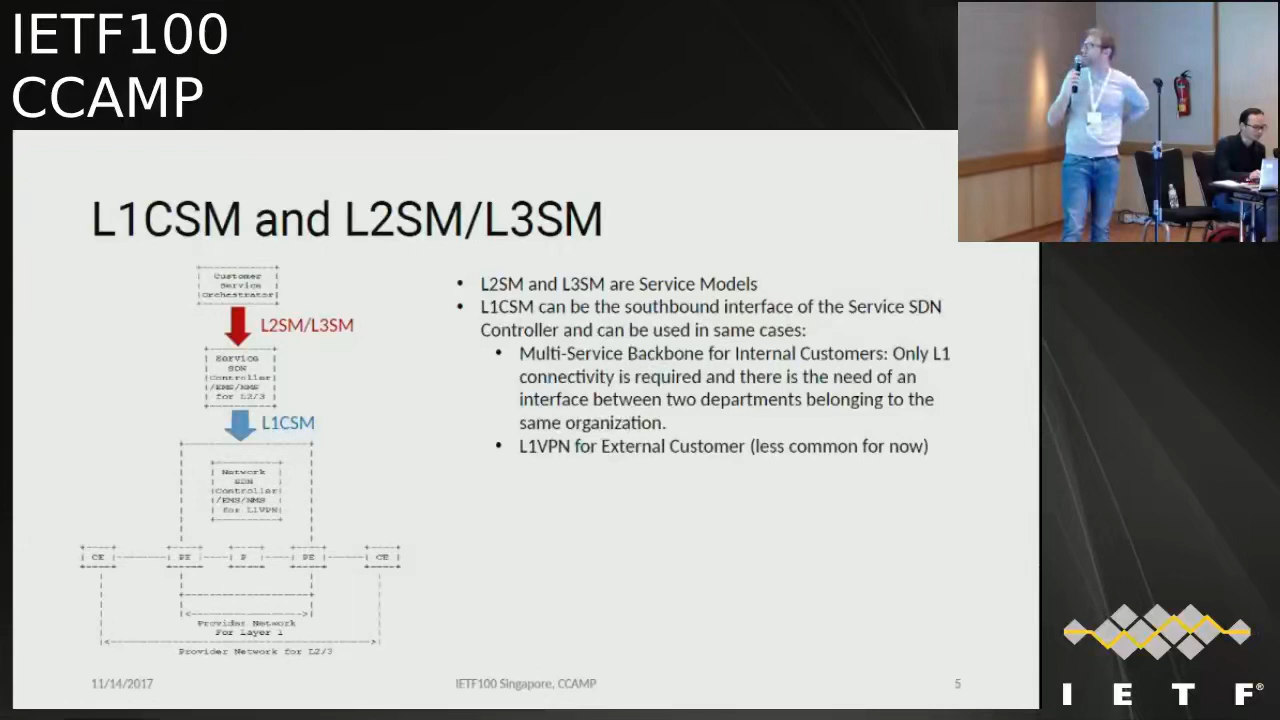 IETF100
CCAMP
L1CSM and L2SM/L3SM
Customer
Service
Orchestrator
L2SM/L3SM
Service
SDN
Controller
/EMS/NMS
for L2/3
L1CSM
Network
SDN
Controller
/EMS/NMS
for L1VPN
CE PE P PE CE
Provider Network
For Layer 1
Provider Network for L2/3
• L2SM and L3SM are Service Models
• L1CSM can be the southbound interface of the Service SDN
Controller and can be used in same cases:
• Multi-Service Backbone for Internal Customers: Only L1
connectivity is required and there is the need of an
interface between two departments belonging to the
same organization.
• L1VPN for External Customer (less common for now)
11/14/2017
IETF100 Singapore, CCAMP
5
I E T F®